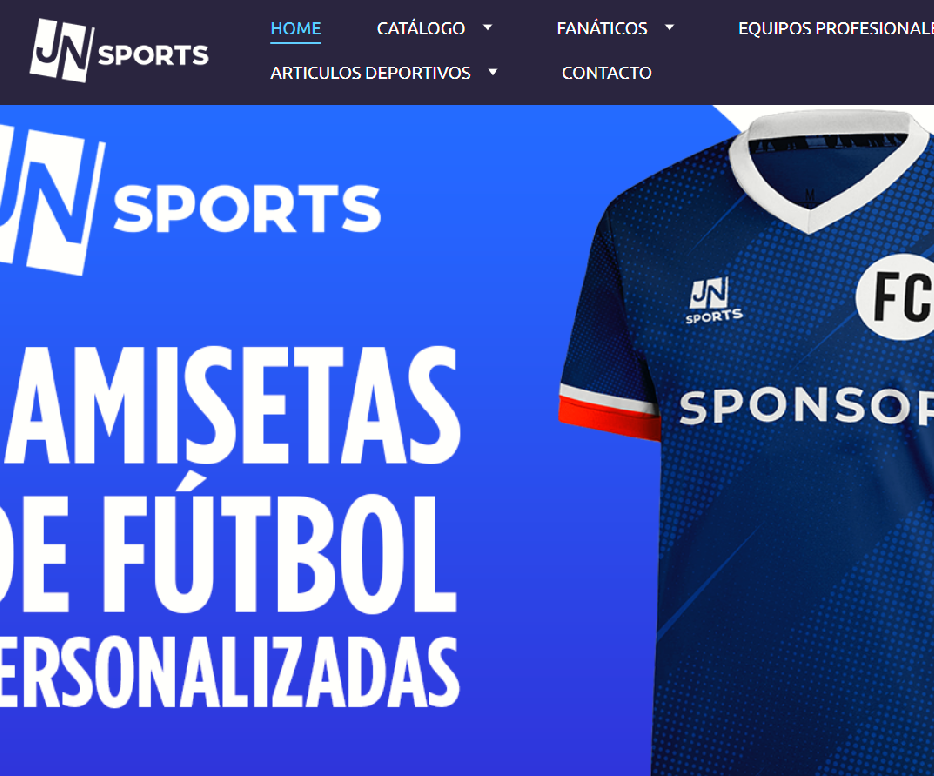 JN SPORTS
HOME
CATÁLOGO
FANÁTICOS
EQUIPOS PROFESIONALE
ARTICULOS DEPORTIVOS
CONTACTO
JN SPORTS
AMISETAS
DE FÚTBOL
ERSONALIZADAS
JN
SPORTS
FC
SPONSOR
M